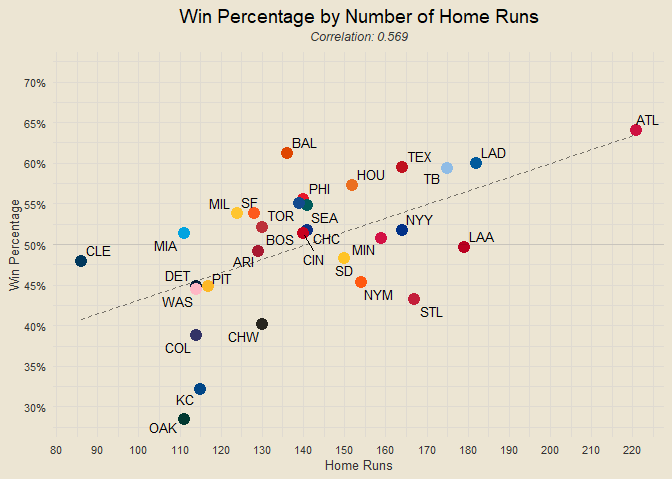 Win Percentage by Number of Home Runs
Correlation: 0.569
70%
65%
60%
55%
50%
45%
40%
35%
30%
Win Percentage
ATL
BAL
TEX
LAD
TB
HOU
PHI
MIL
SF
TOR
SEA
NYY
MIA
BOS
CHC
LAA
CLE
ARI
CIN
MIN
SD
DET
PIT
WAS
NYM
STL
CHW
COL
KC
OAK
80 90 100 110 120 130 140 150 160 170 180 190 200 210 220
Home Runs